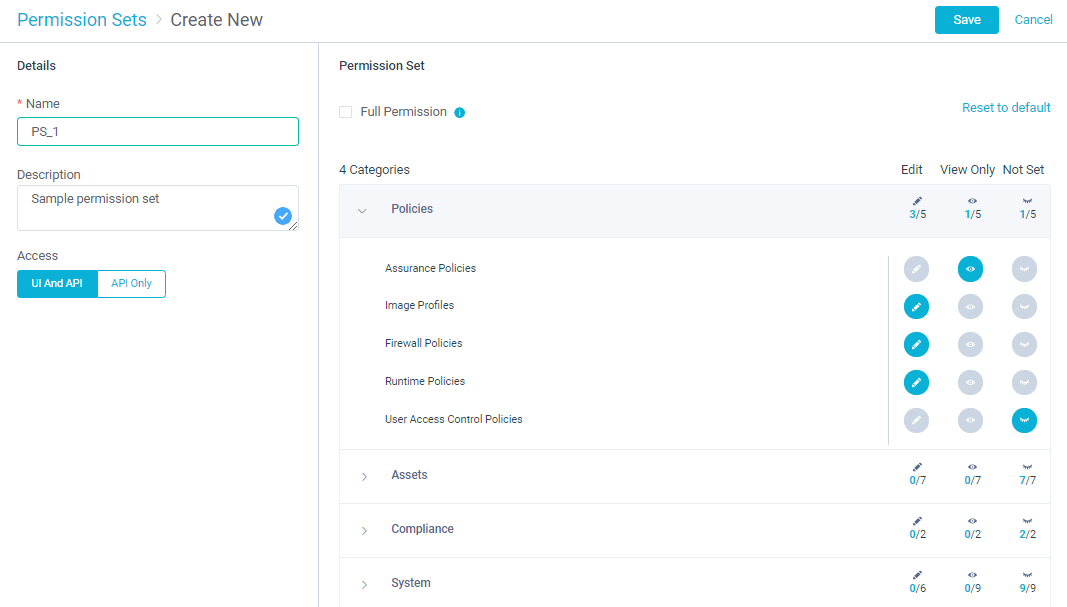 Permission Sets > Create New
Save
Cancel
Details
* Name
PS_1
Description
Sample permission set
Access
UI And API
API Only
Permission Set
Full Permission
Reset to default
4 Categories
Edit View Only Not Set
Policies 3/5 1/5 1/5
Assurance Policies
Image Profiles
Firewall Policies
Runtime Policies
User Access Control Policies
Assets 0/7 0/7 7/7
Compliance 0/2 0/2 2/2
System 0/6 0/9 9/9